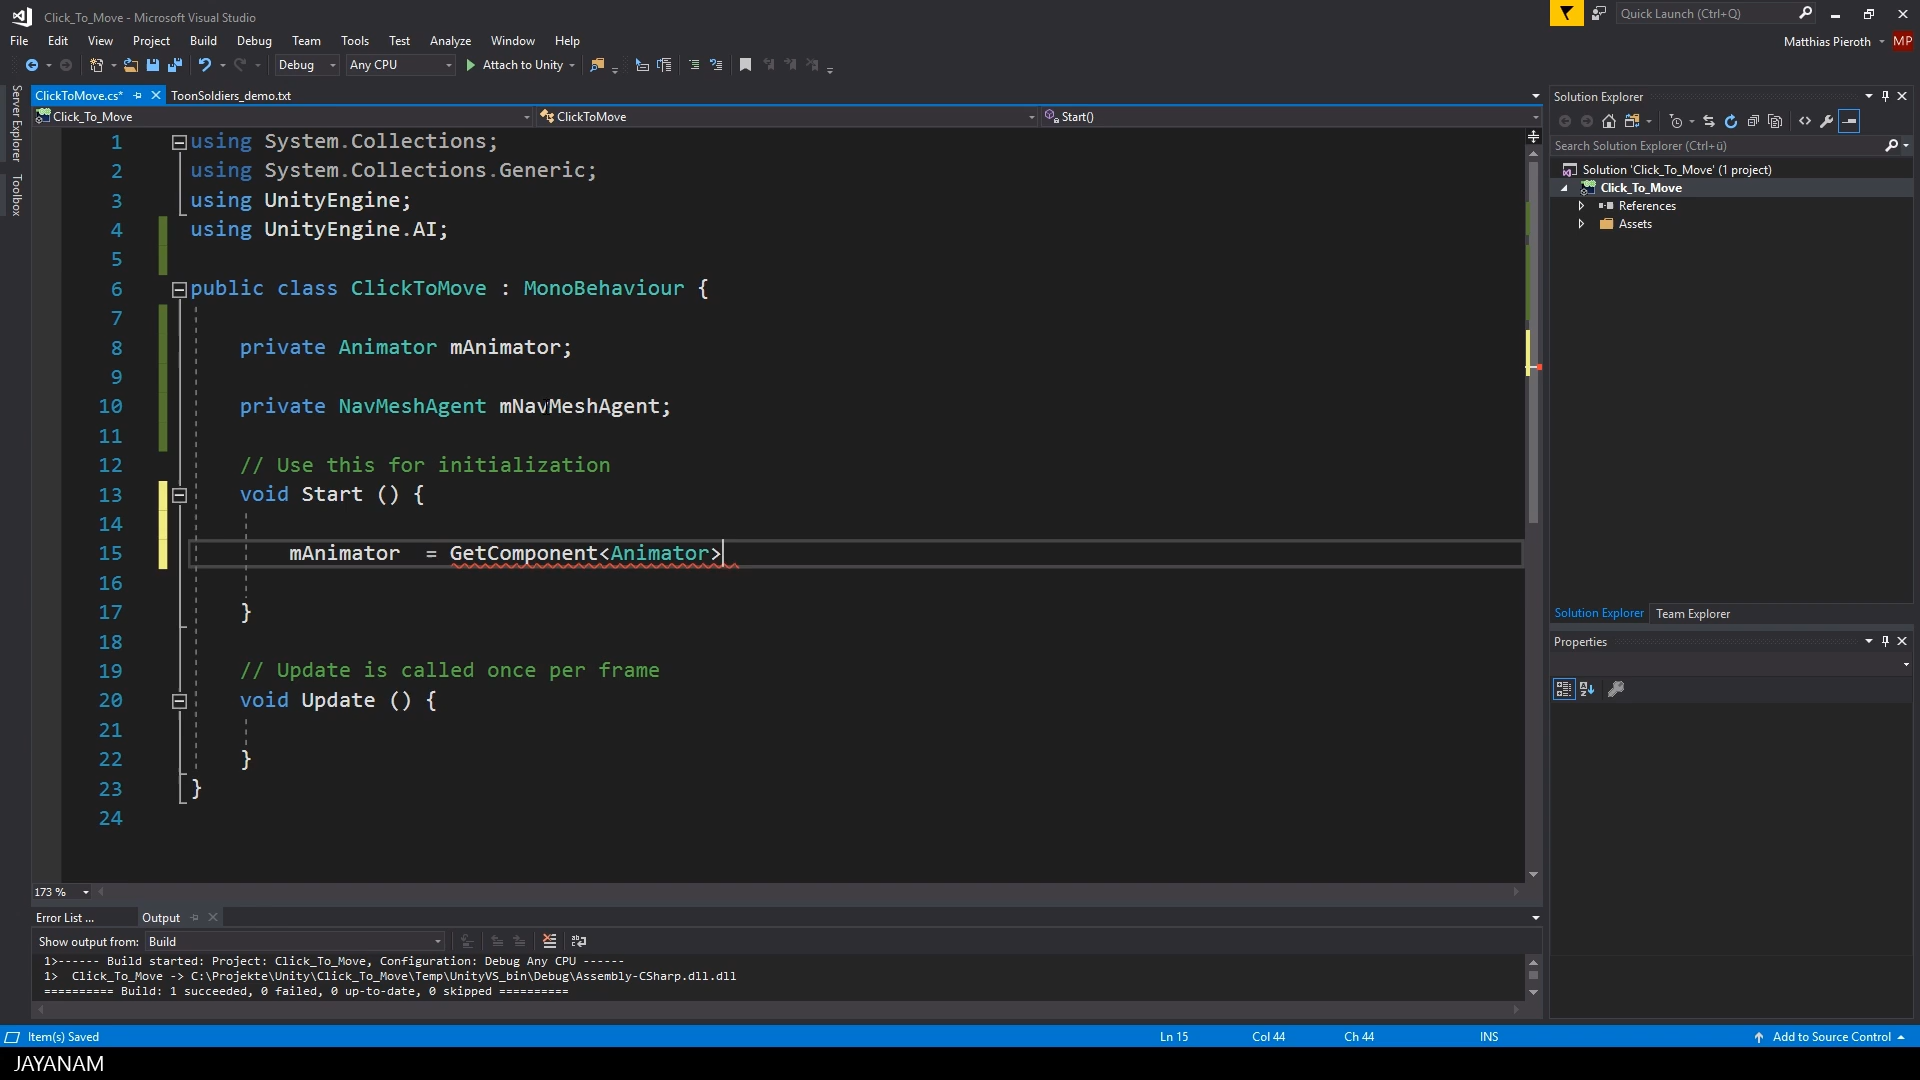 Click_To_Move - Microsoft Visual Studio
Quick Launch (Ctrl+Q)
File Edit View Project Build Debug Team Tools Test Analyze Window Help
Matthias Pieroth MP
Debug Any CPU Attach to Unity
Server Explorer
Toolbox
ClickToMove.cs*
ToonSoldiers_demo.txt
Click_To_Move
ClickToMove
Start()
1 using System.Collections;
2 using System.Collections.Generic;
3 using UnityEngine;
4 using UnityEngine.AI;
5
6 public class ClickToMove : MonoBehaviour {
7
8 private Animator mAnimator;
9
10 private NavMeshAgent mNavMeshAgent;
11
12 // Use this for initialization
13 void Start () {
14
15 mAnimator  = GetComponent<Animator>
16
17 }
18
19 // Update is called once per frame
20 void Update () {
21
22 }
23 }
24
173 %
Solution Explorer
Search Solution Explorer (Ctrl+ü)
Solution 'Click_To_Move' (1 project)
Click_To_Move
References
Assets
Solution Explorer Team Explorer
Properties
Error List ... Output
Show output from: Build
1>------ Build started: Project: Click_To_Move, Configuration: Debug Any CPU ------
1>  Click_To_Move -> C:\Projekte\Unity\Click_To_Move\Temp\UnityVS_bin\Debug\Assembly-CSharp.dll.dll
========== Build: 1 succeeded, 0 failed, 0 up-to-date, 0 skipped ==========
Item(s) Saved
Ln 15 Col 44 Ch 44 INS
Add to Source Control
JAYANAM